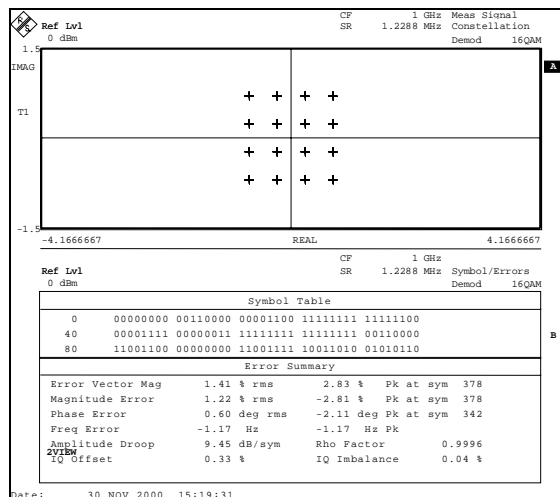 CF 1 GHz Meas Signal
Ref Lvl SR 1.2288 MHz Constellation
0 dBm Demod 16QAM
1.5
IMAG
A
T1
-1.5
-4.1666667 REAL 4.1666667
CF 1 GHz
Ref Lvl SR 1.2288 MHz Symbol/Errors
0 dBm Demod 16QAM
Symbol Table
0 00000000 00110000 00001100 11111111 11111100
40 00001111 00000011 11111111 11111111 00110000
B
80 11001100 00000000 11001111 10011010 01010110
Error Summary
Error Vector Mag 1.41 % rms 2.83 % Pk at sym 378
Magnitude Error 1.22 % rms -2.81 % Pk at sym 378
Phase Error 0.60 deg rms -2.11 deg Pk at sym 342
Freq Error -1.17 Hz -1.17 Hz Pk
Amplitude Droop 9.45 dB/sym Rho Factor 0.9996
2VIEW
IQ Offset 0.33 % IQ Imbalance 0.04 %
Date: 30 NOV 2000 15:19:31